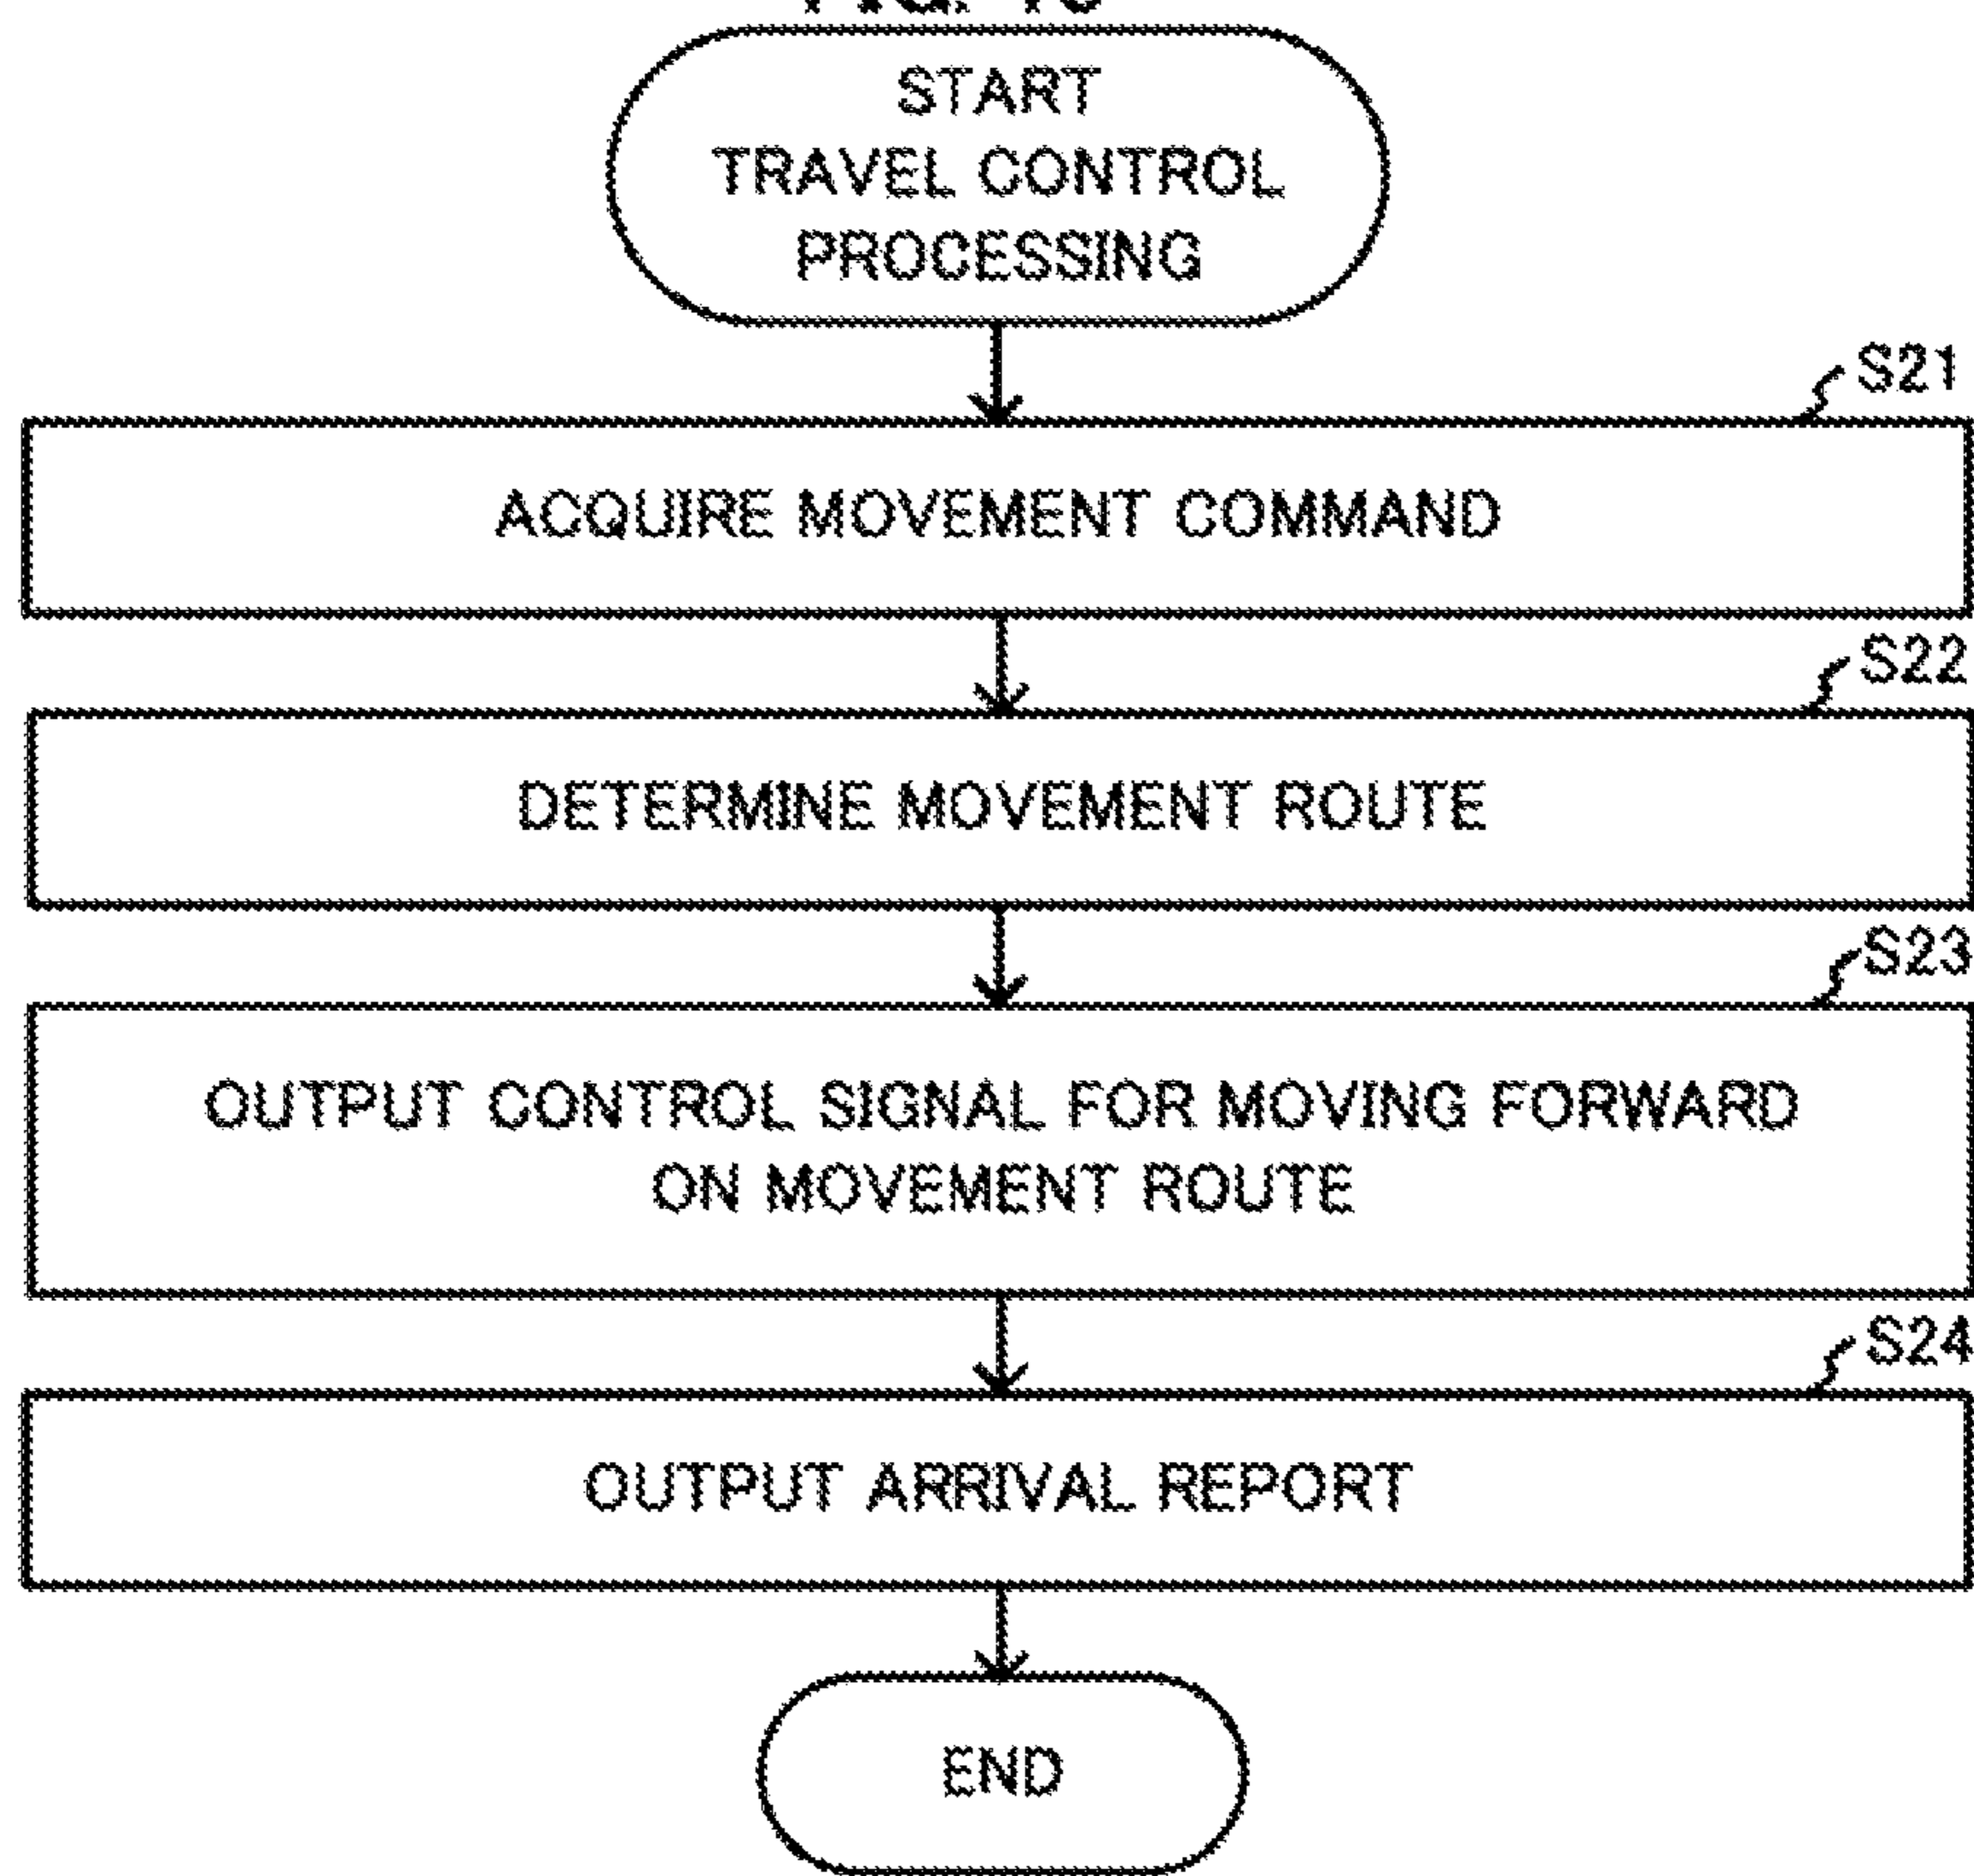 START
TRAVEL CONTROL
PROCESSING
S21
ACQUIRE MOVEMENT COMMAND
S22
DETERMINE MOVEMENT ROUTE
S23
OUTPUT CONTROL SIGNAL FOR MOVING FORWARD
ON MOVEMENT ROUTE
S24
OUTPUT ARRIVAL REPORT
END